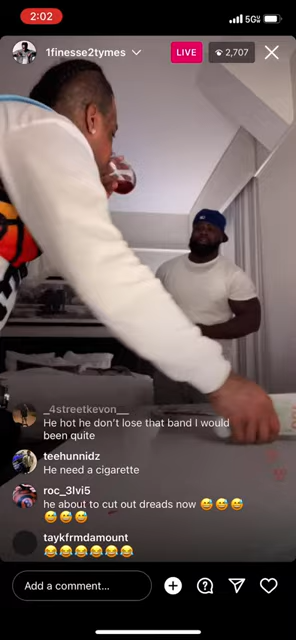 2:02
5G
1finesse2tymes
LIVE
2,707
_4streetkevon__
He hot he don't lose that band I would
been quite
teehunnidz
He need a cigarette
roc_3lvi5
he about to cut out dreads now 😅😅😅
😅😅😅
taykfrmdamount
😂😂😂😂😂😂
Add a comment...